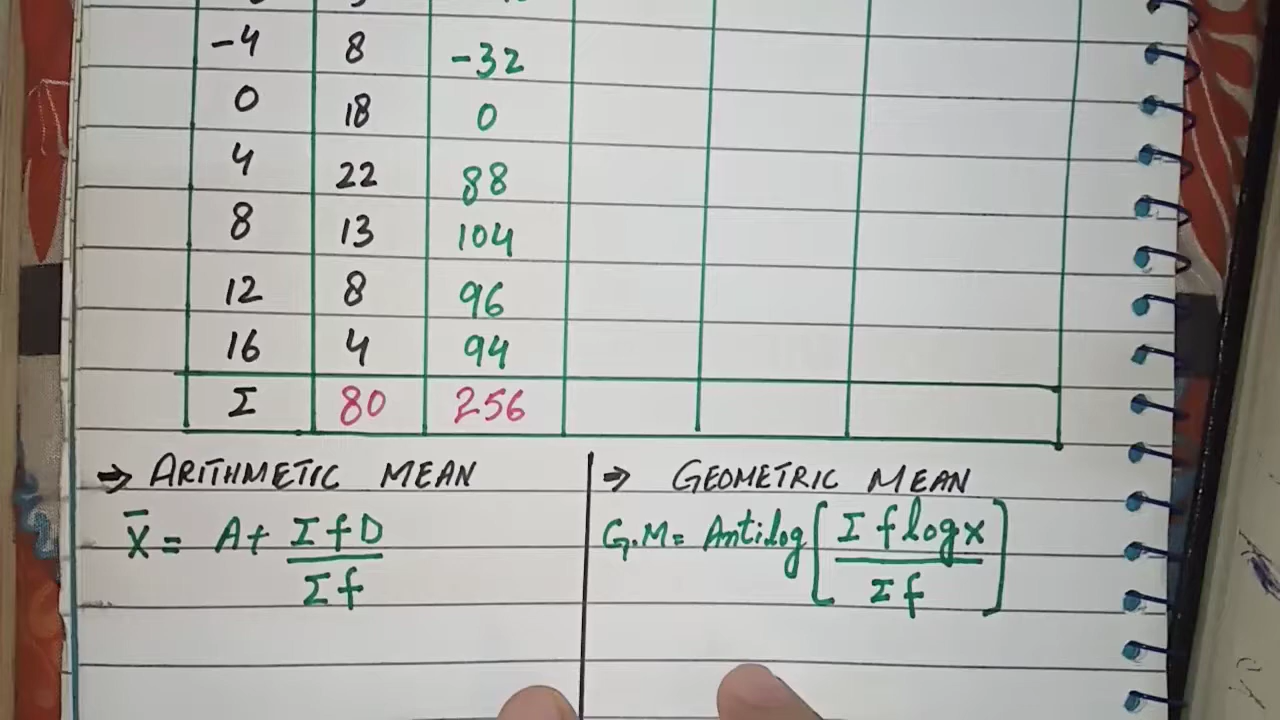 -4 8 -32
0 18 0
4 22 88
8 13 104
12 8 96
16 4 94
Σ 80 256
⇒ ARITHMETIC MEAN
X̄ = A+ ΣfD / Σf
⇒ GEOMETRIC MEAN
G.M= Antilog[Σ f log x / Σf]